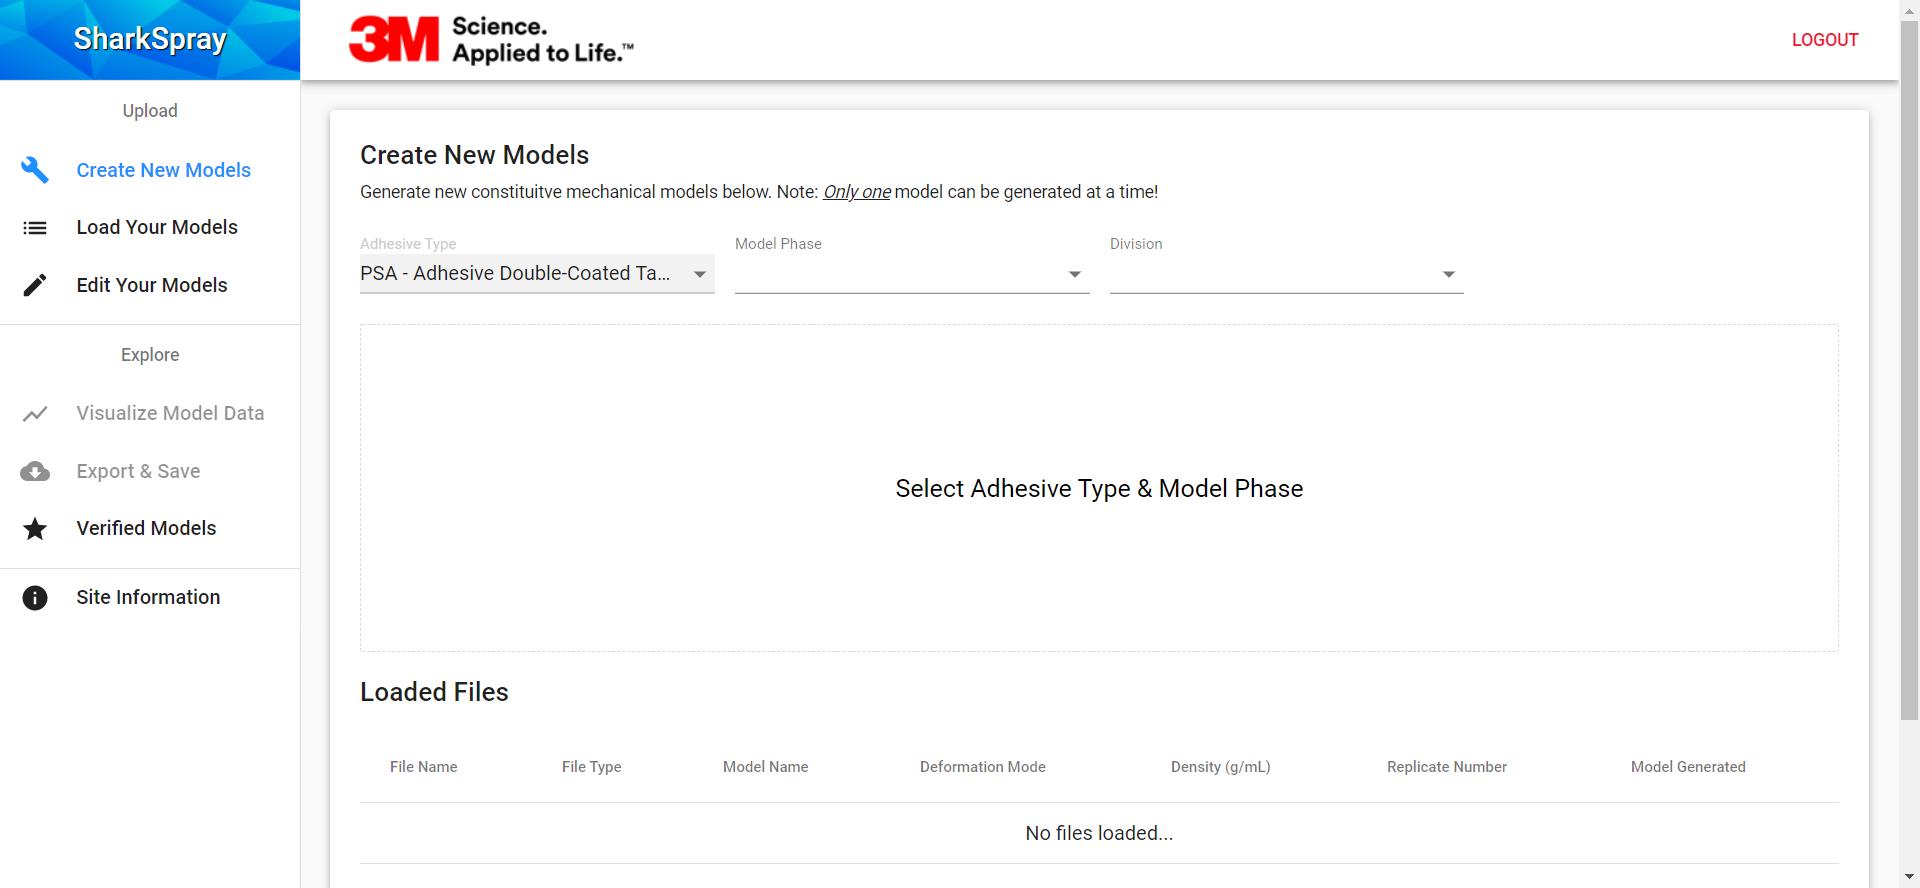 SharkSpray
3M Science.
Applied to Life.™
LOGOUT
Upload
Create New Models
Load Your Models
Edit Your Models
Explore
Visualize Model Data
Export & Save
Verified Models
Site Information
Create New Models
Generate new constituitve mechanical models below. Note: Only one model can be generated at a time!
Adhesive Type
PSA - Adhesive Double-Coated Ta...
Model Phase
Division
Select Adhesive Type & Model Phase
Loaded Files
File Name File Type Model Name Deformation Mode Density (g/mL) Replicate Number Model Generated
No files loaded...